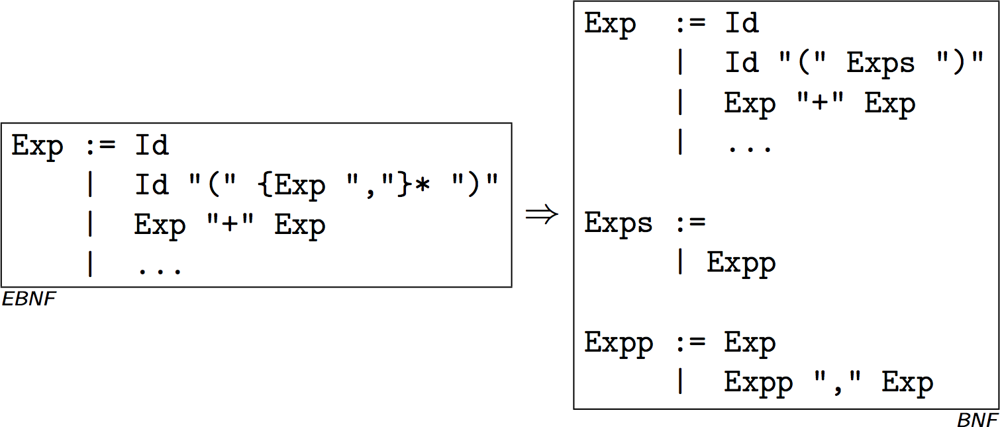 Exp := Id
| Id "(" {Exp ","}* ")"
| Exp "+" Exp
| ...
EBNF
⇒
Exp := Id
| Id "(" Exps ")"
| Exp "+" Exp
| ...
Exps :=
| Expp
Expp := Exp
| Expp "," Exp
BNF